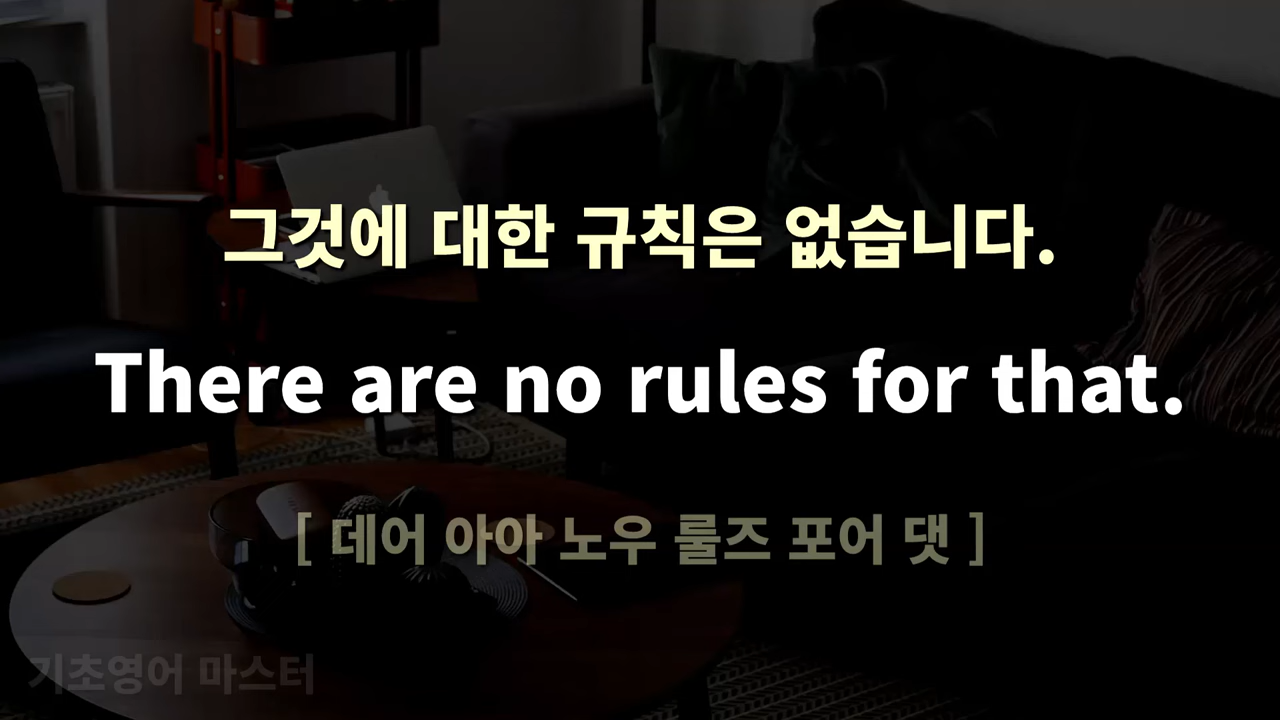 그것에 대한 규칙은 없습니다.
There are no rules for that.
[ 데어 아아 노우 룰즈 포어 댓 ]
기초영어 마스터